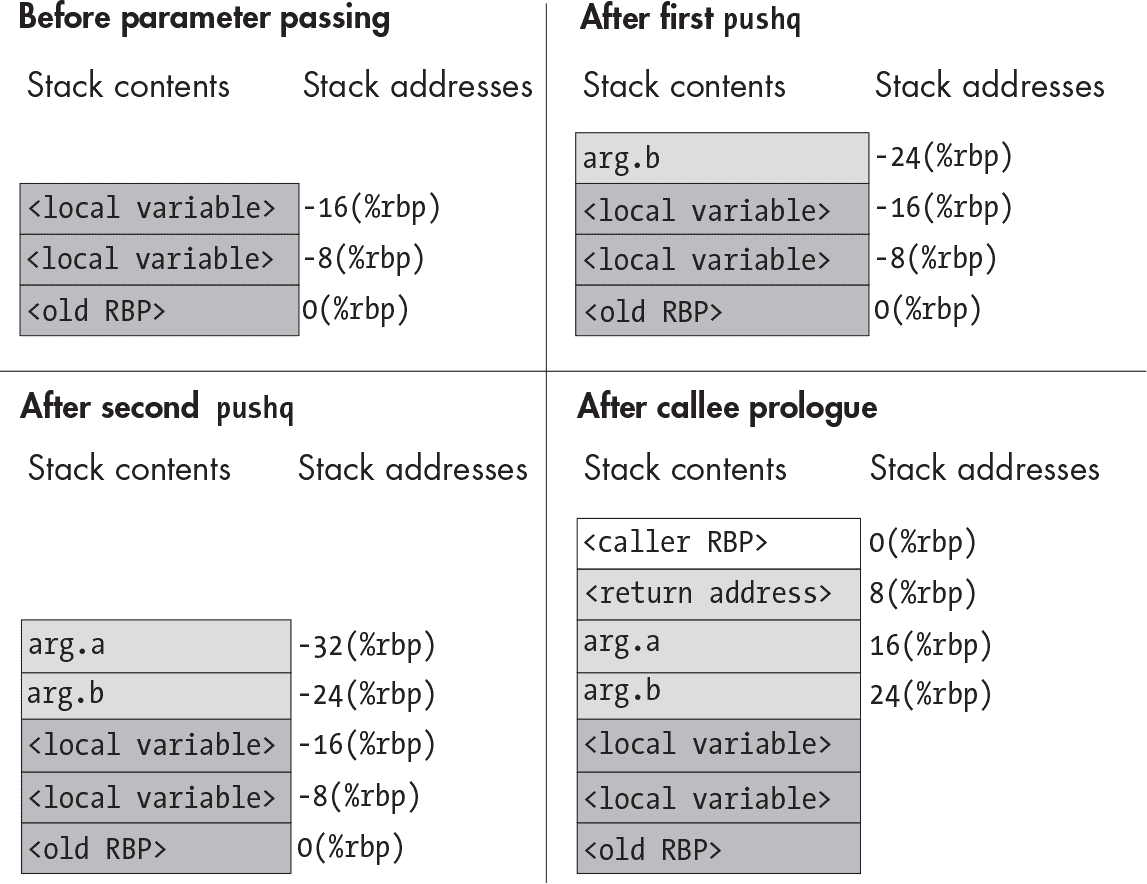 Before parameter passing
Stack contents Stack addresses
<local variable> -16(%rbp)
<local variable> -8(%rbp)
<old RBP> 0(%rbp)
After first pushq
Stack contents Stack addresses
arg.b -24(%rbp)
<local variable> -16(%rbp)
<local variable> -8(%rbp)
<old RBP> 0(%rbp)
After second pushq
Stack contents Stack addresses
arg.a -32(%rbp)
arg.b -24(%rbp)
<local variable> -16(%rbp)
<local variable> -8(%rbp)
<old RBP> 0(%rbp)
After callee prologue
Stack contents Stack addresses
<caller RBP> 0(%rbp)
<return address> 8(%rbp)
arg.a 16(%rbp)
arg.b 24(%rbp)
<local variable>
<local variable>
<old RBP>